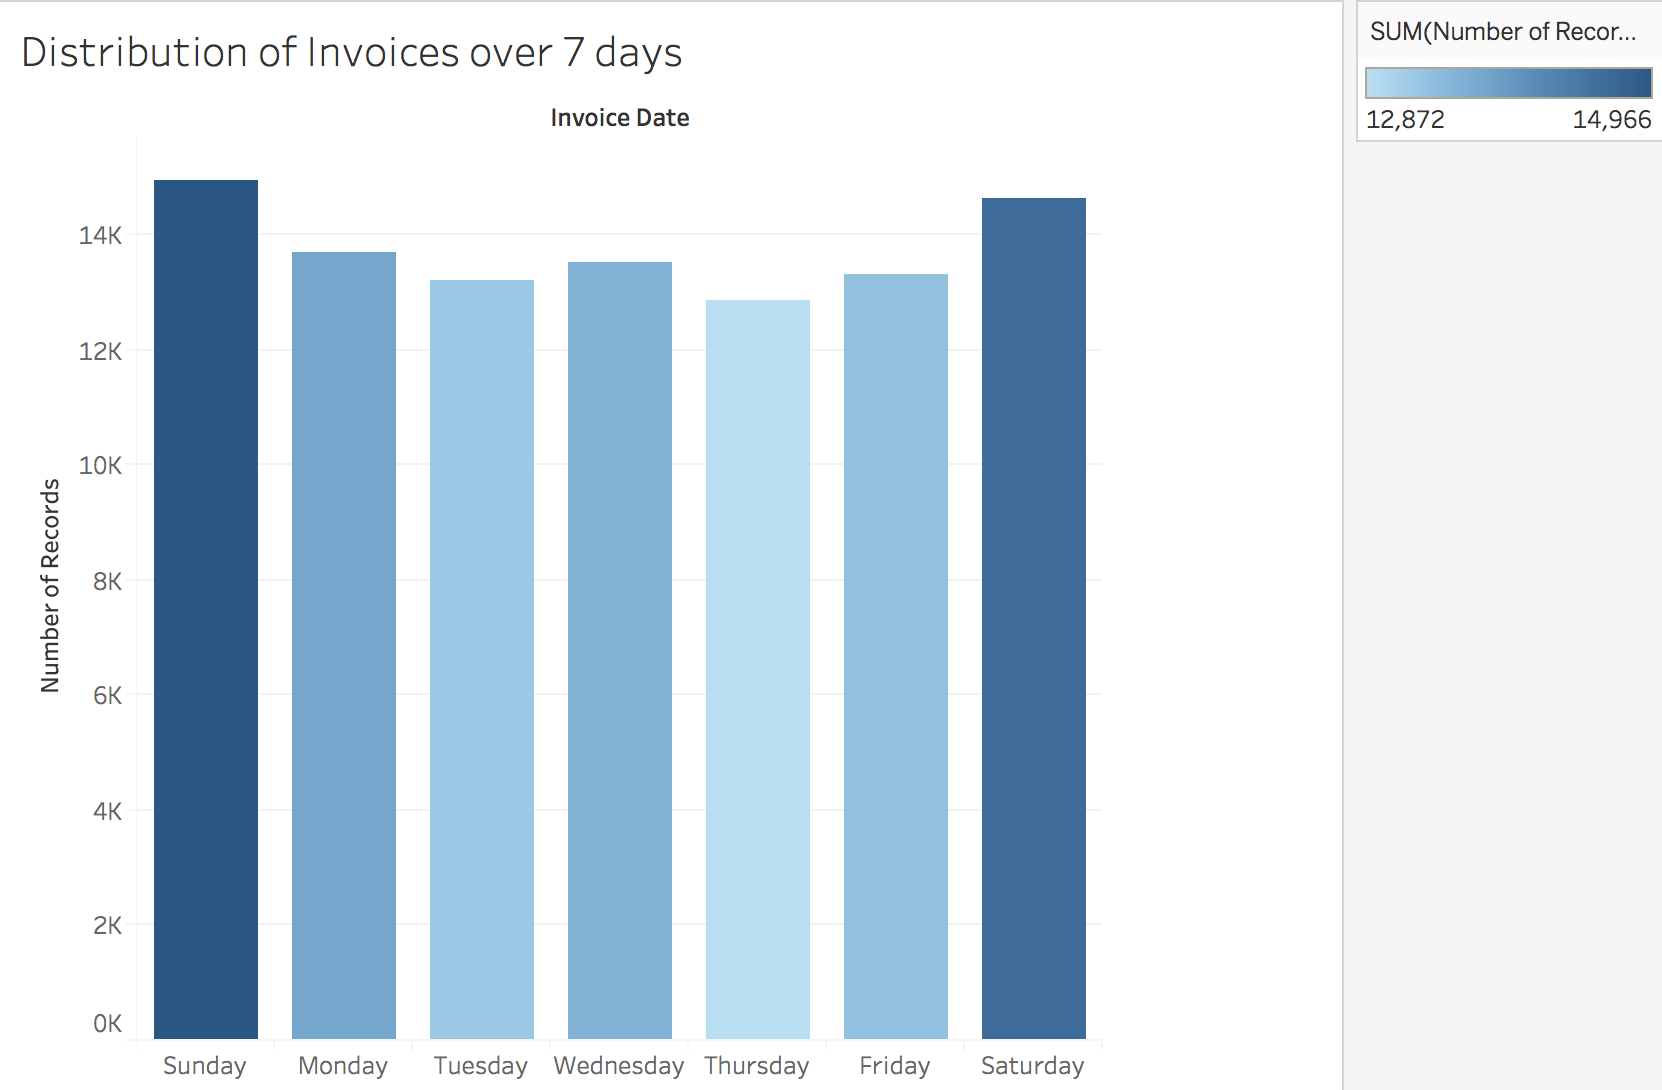 Distribution of Invoices over 7 days
Invoice Date
14K
12K
10K
8K
6K
4K
2K
0K
Number of Records
Sunday Monday Tuesday Wednesday Thursday Friday Saturday
SUM(Number of Recor...
12,872 14,966